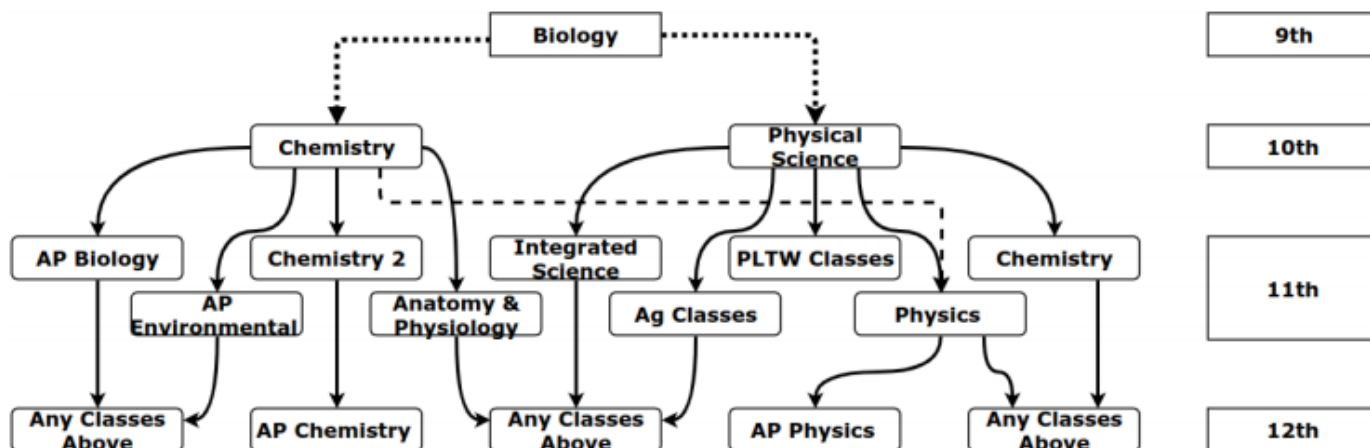 Biology
9th
Chemistry
Physical
Science
10th
AP Biology
Chemistry 2
Integrated
Science
PLTW Classes
Chemistry
AP
Environmental
Anatomy &
Physiology
Ag Classes
Physics
11th
Any Classes
Above
AP Chemistry
Any Classes
Above
AP Physics
Any Classes
Above
12th